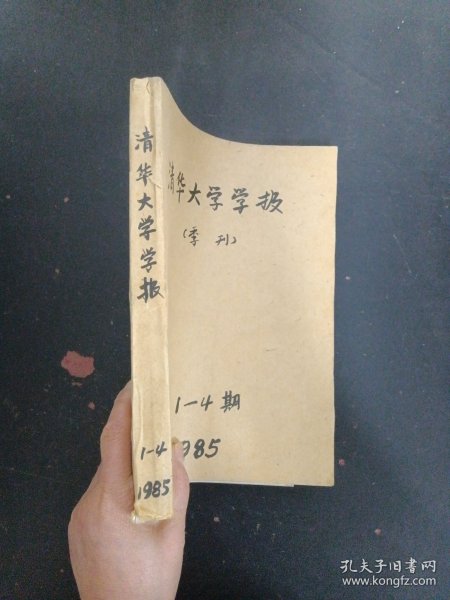 清华大学学报
1-4
1985
清华大学学报
(季刊)
1-4期
1985
孔夫子旧书网
www.kongfz.com